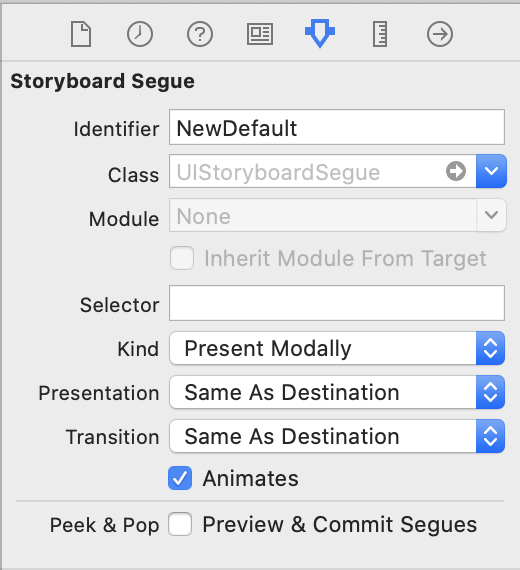 Storyboard Segue
Identifier NewDefault
Class UIStoryboardSegue
Module None
Inherit Module From Target
Selector
Kind Present Modally
Presentation Same As Destination
Transition Same As Destination
Animates
Peek & Pop Preview & Commit Segues